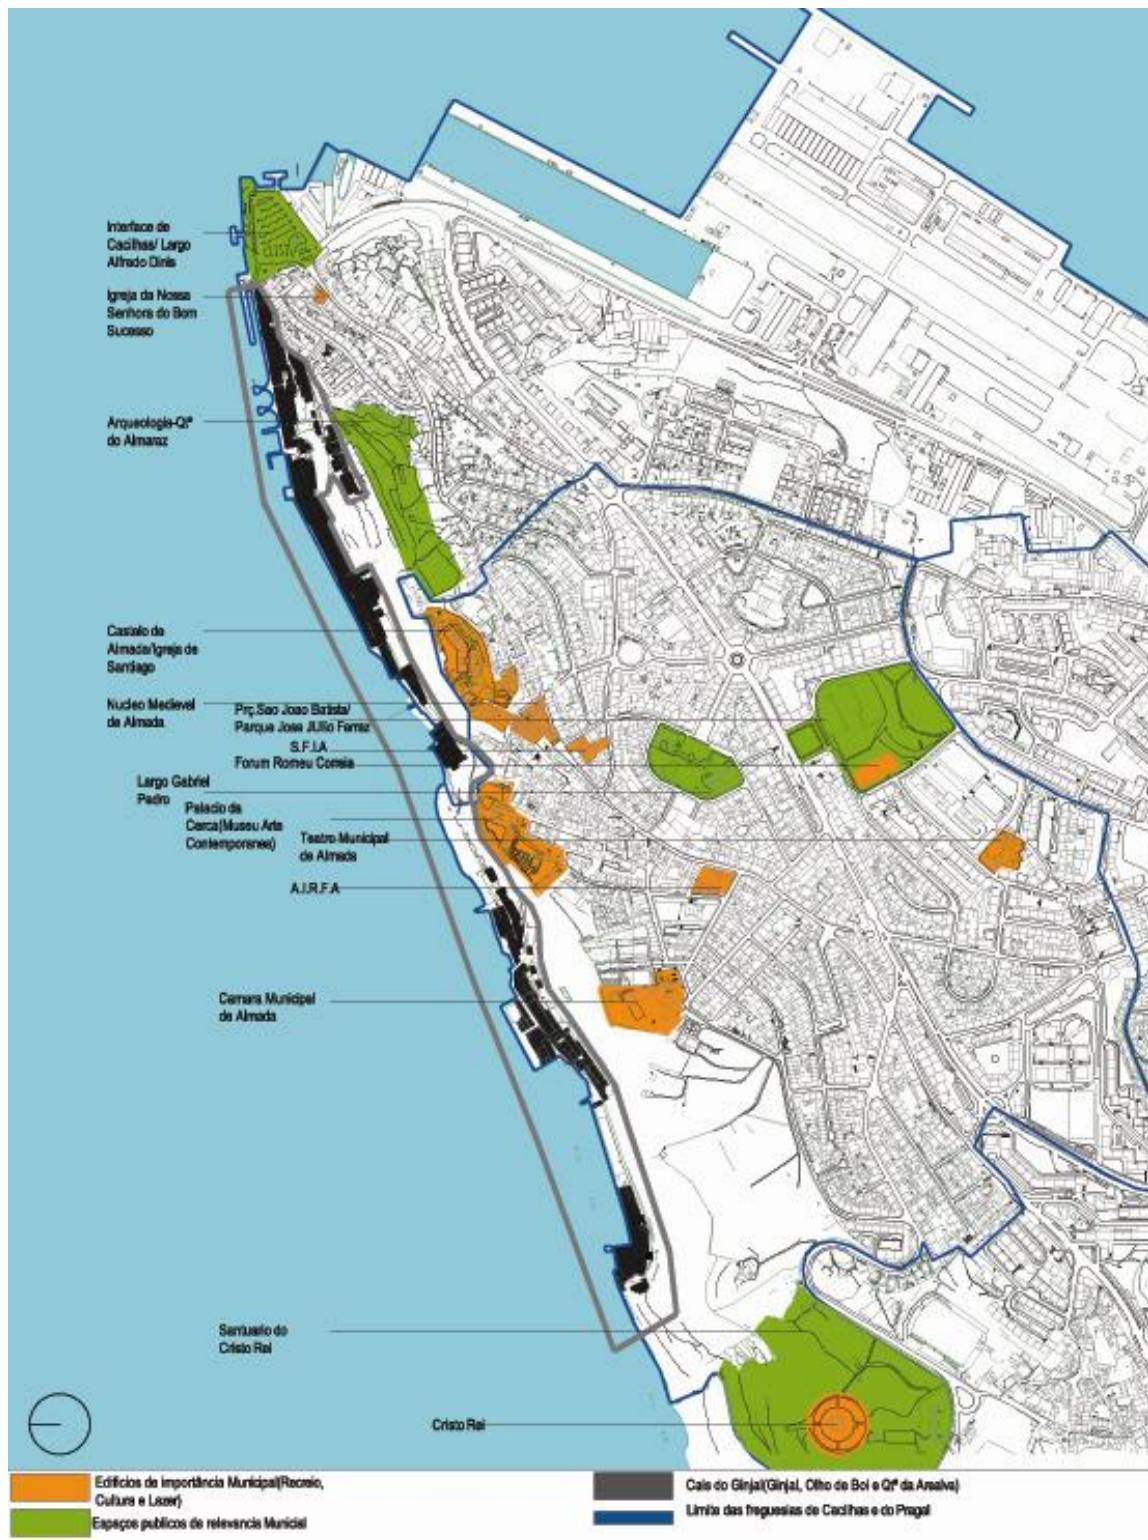 Interface de
Cacilhas/ Largo
Alfredo Dinis
Igreja da Nossa
Senhora do Bom
Sucesso
Arqueologia-Qtª
do Almaraz
Castelo de
Almada/Igreja de
Santiago
Nucleo Medieval
de Almada
Prç.Sao Joao Batista/
Parque Jose JUlio Ferraz
S.F.I.A
Forum Romeu Correia
Largo Gabriel
Pedro
Palacio da
Cerca(Museu Arte
Contemporanea)
Teatro Municipal
de Almada
A.I.R.F.A
Camara Municipal
de Almada
Santuario do
Cristo Rei
Cristo Rei
Edificios de importância Municipal(Recreio,
Cultura e Lazer)
Espaços publicos de relevancia Municial
Cais do Ginjal(Ginjal, Olho de Boi e Qtª da Arealva)
Limite das freguesias de Cacilhas e do Pragal